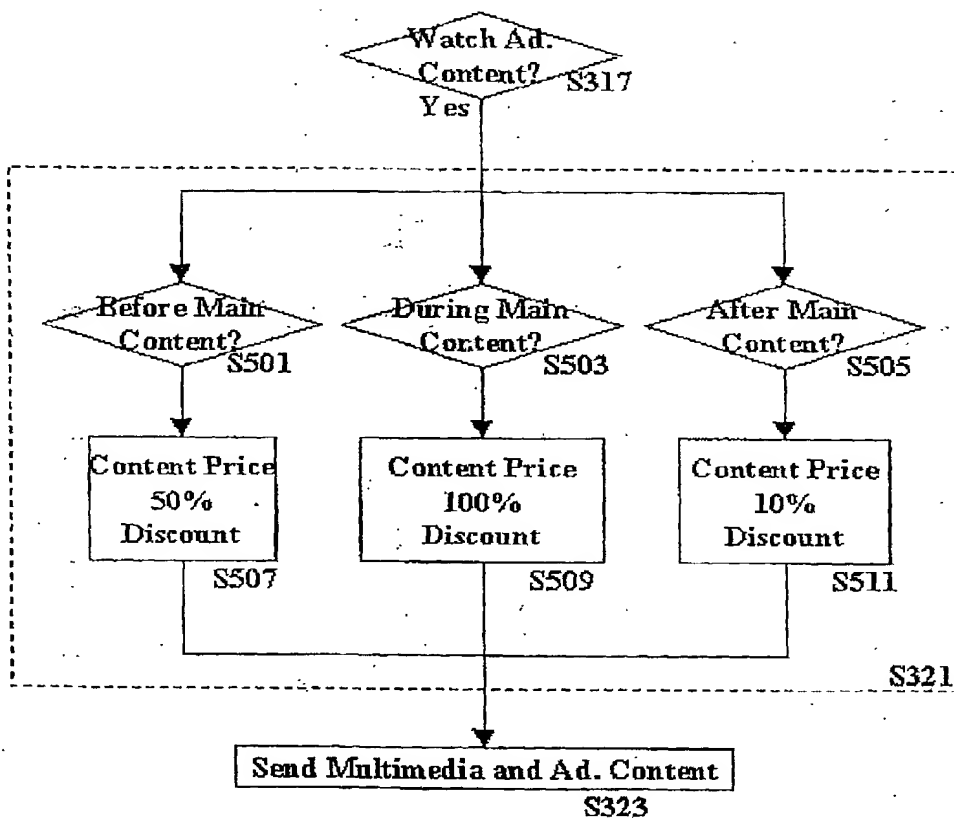 Watch Ad.
Content?
S317
Yes
Before Main
Content?
S501
During Main
Content?
S503
After Main
Content?
S505
Content Price
50%
Discount
S507
Content Price
100%
Discount
S509
Content Price
10%
Discount
S511
S321
Send Multimedia and Ad. Content
S323